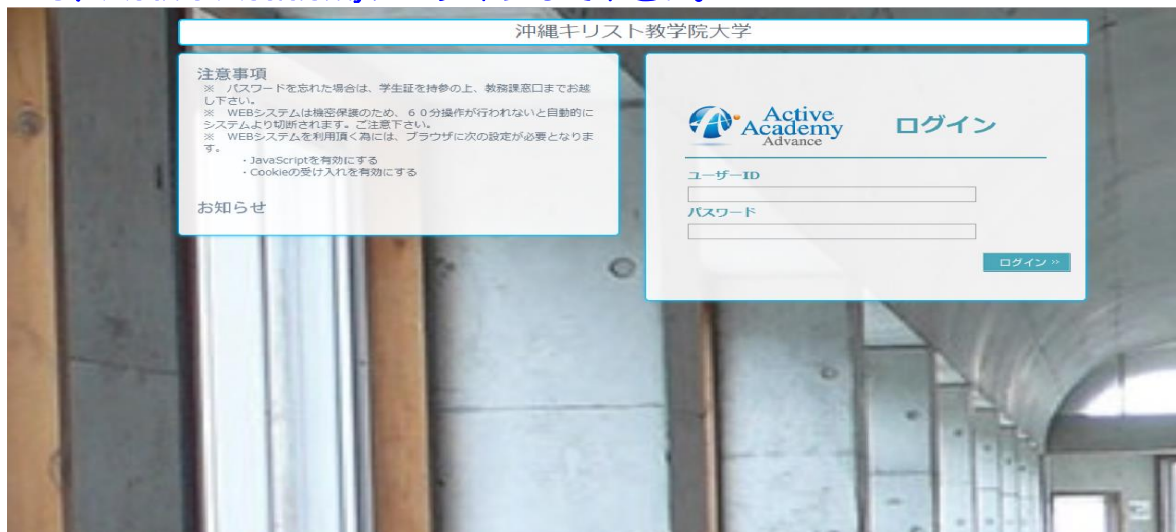 沖縄キリスト教学院大学
注意事項
※　パスワードを忘れた場合は、学生証を持参の上、教務課窓口までお越
し下さい。
※　WEBシステムは機密保護のため、６０分操作が行われないと自動的に
システムより切断されます。ご注意下さい。
※　WEBシステムを利用頂く為には、ブラウザに次の設定が必要となりま
す。
・JavaScriptを有効にする
・Cookieの受け入れを有効にする
お知らせ
Active
Academy
Advance
ログイン
ユーザーID
パスワード
ログイン »